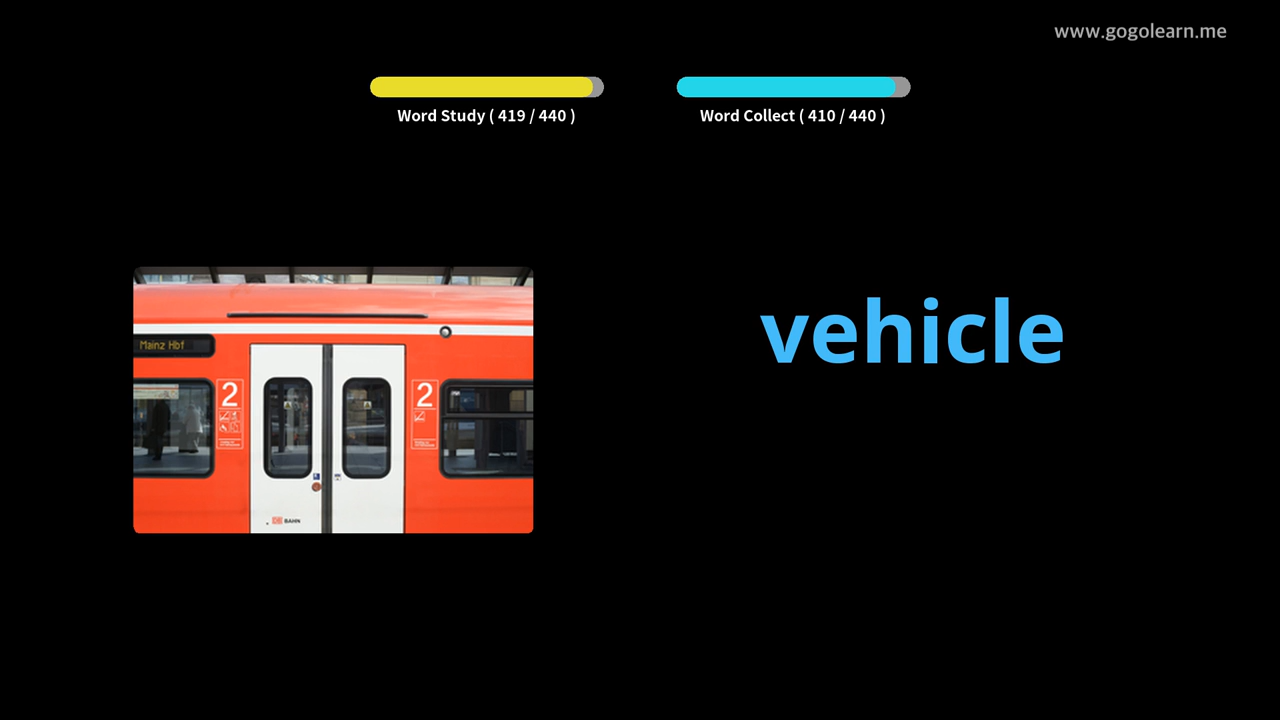 www.gogolearn.me
Word Study ( 419 / 440 )
Word Collect ( 410 / 440 )
vehicle
Mainz Hbf
2
2
DB BAHN